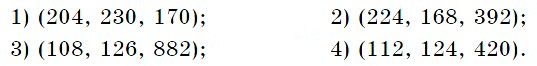 1) (204, 230, 170); 2) (224, 168, 392);
3) (108, 126, 882); 4) (112, 124, 420).